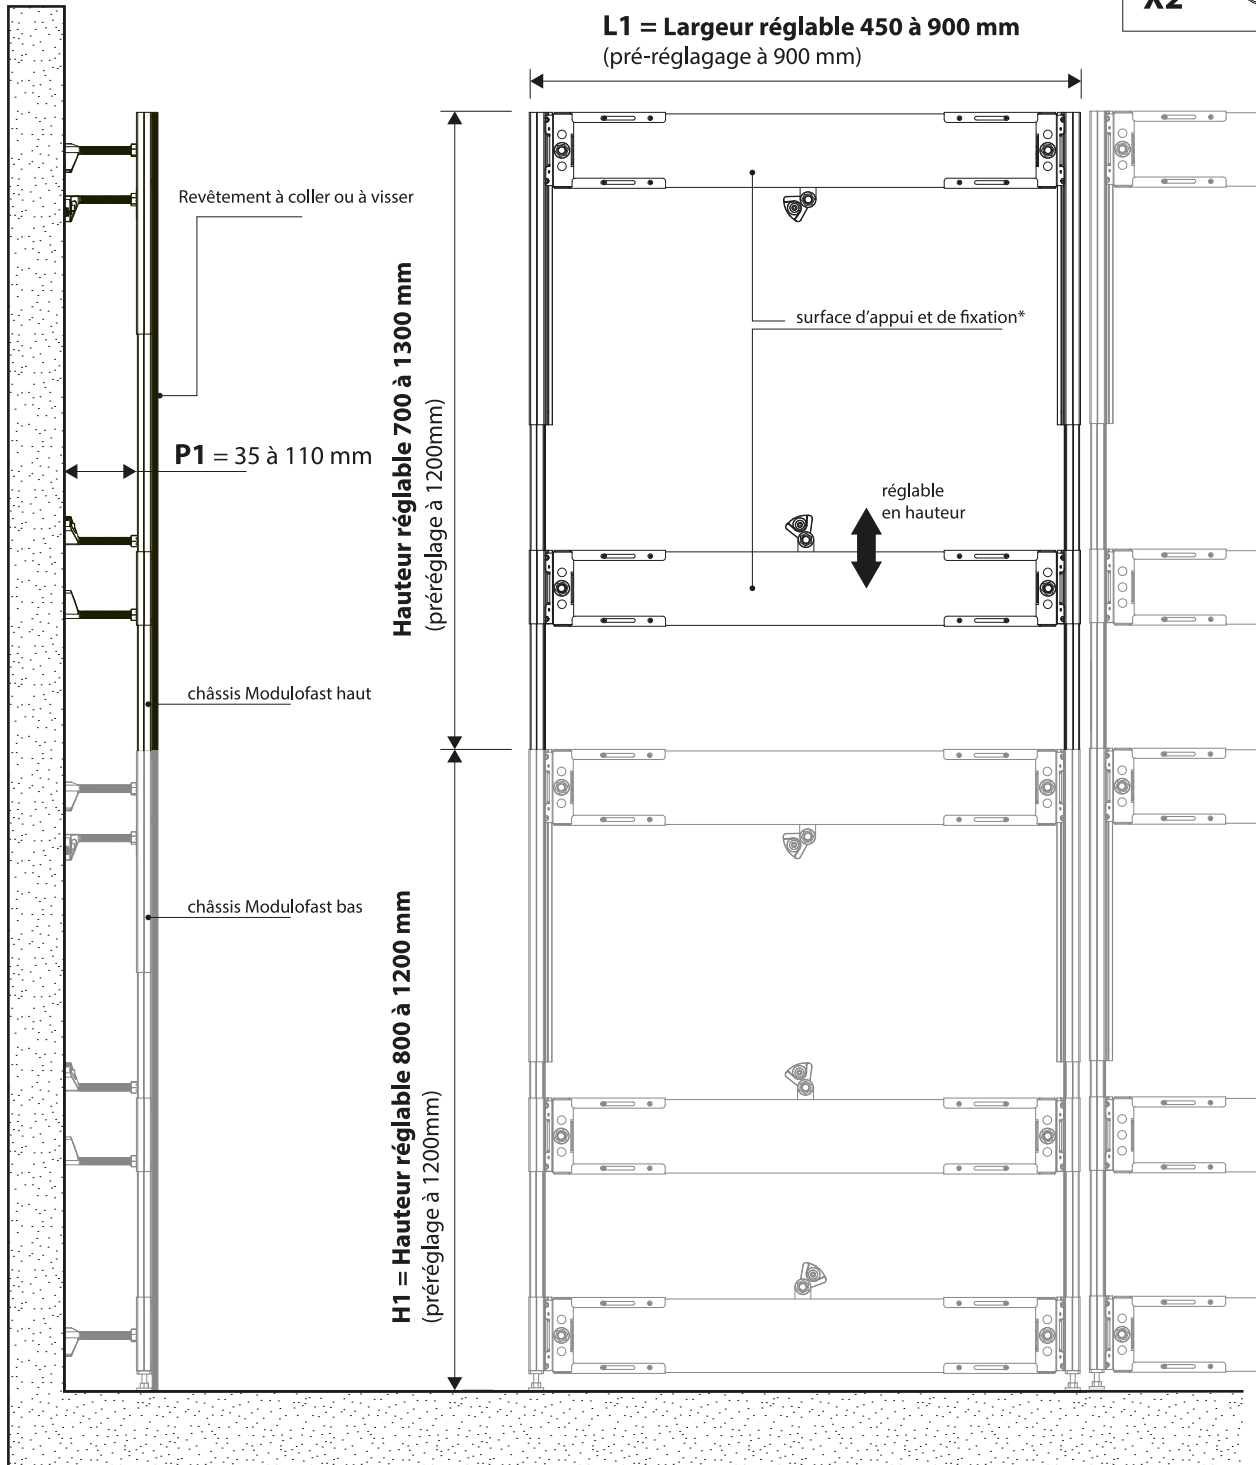 X2
L1 = Largeur réglable 450 à 900 mm
(pré-réglagage à 900 mm)
Revêtement à coller ou à visser
surface d'appui et de fixation*
Hauteur réglable 700 à 1300 mm
(préréglage à 1200mm)
P1 = 35 à 110 mm
réglable
en hauteur
châssis Modulofast haut
châssis Modulofast bas
H1 = Hauteur réglable 800 à 1200 mm
(préréglage à 1200mm)